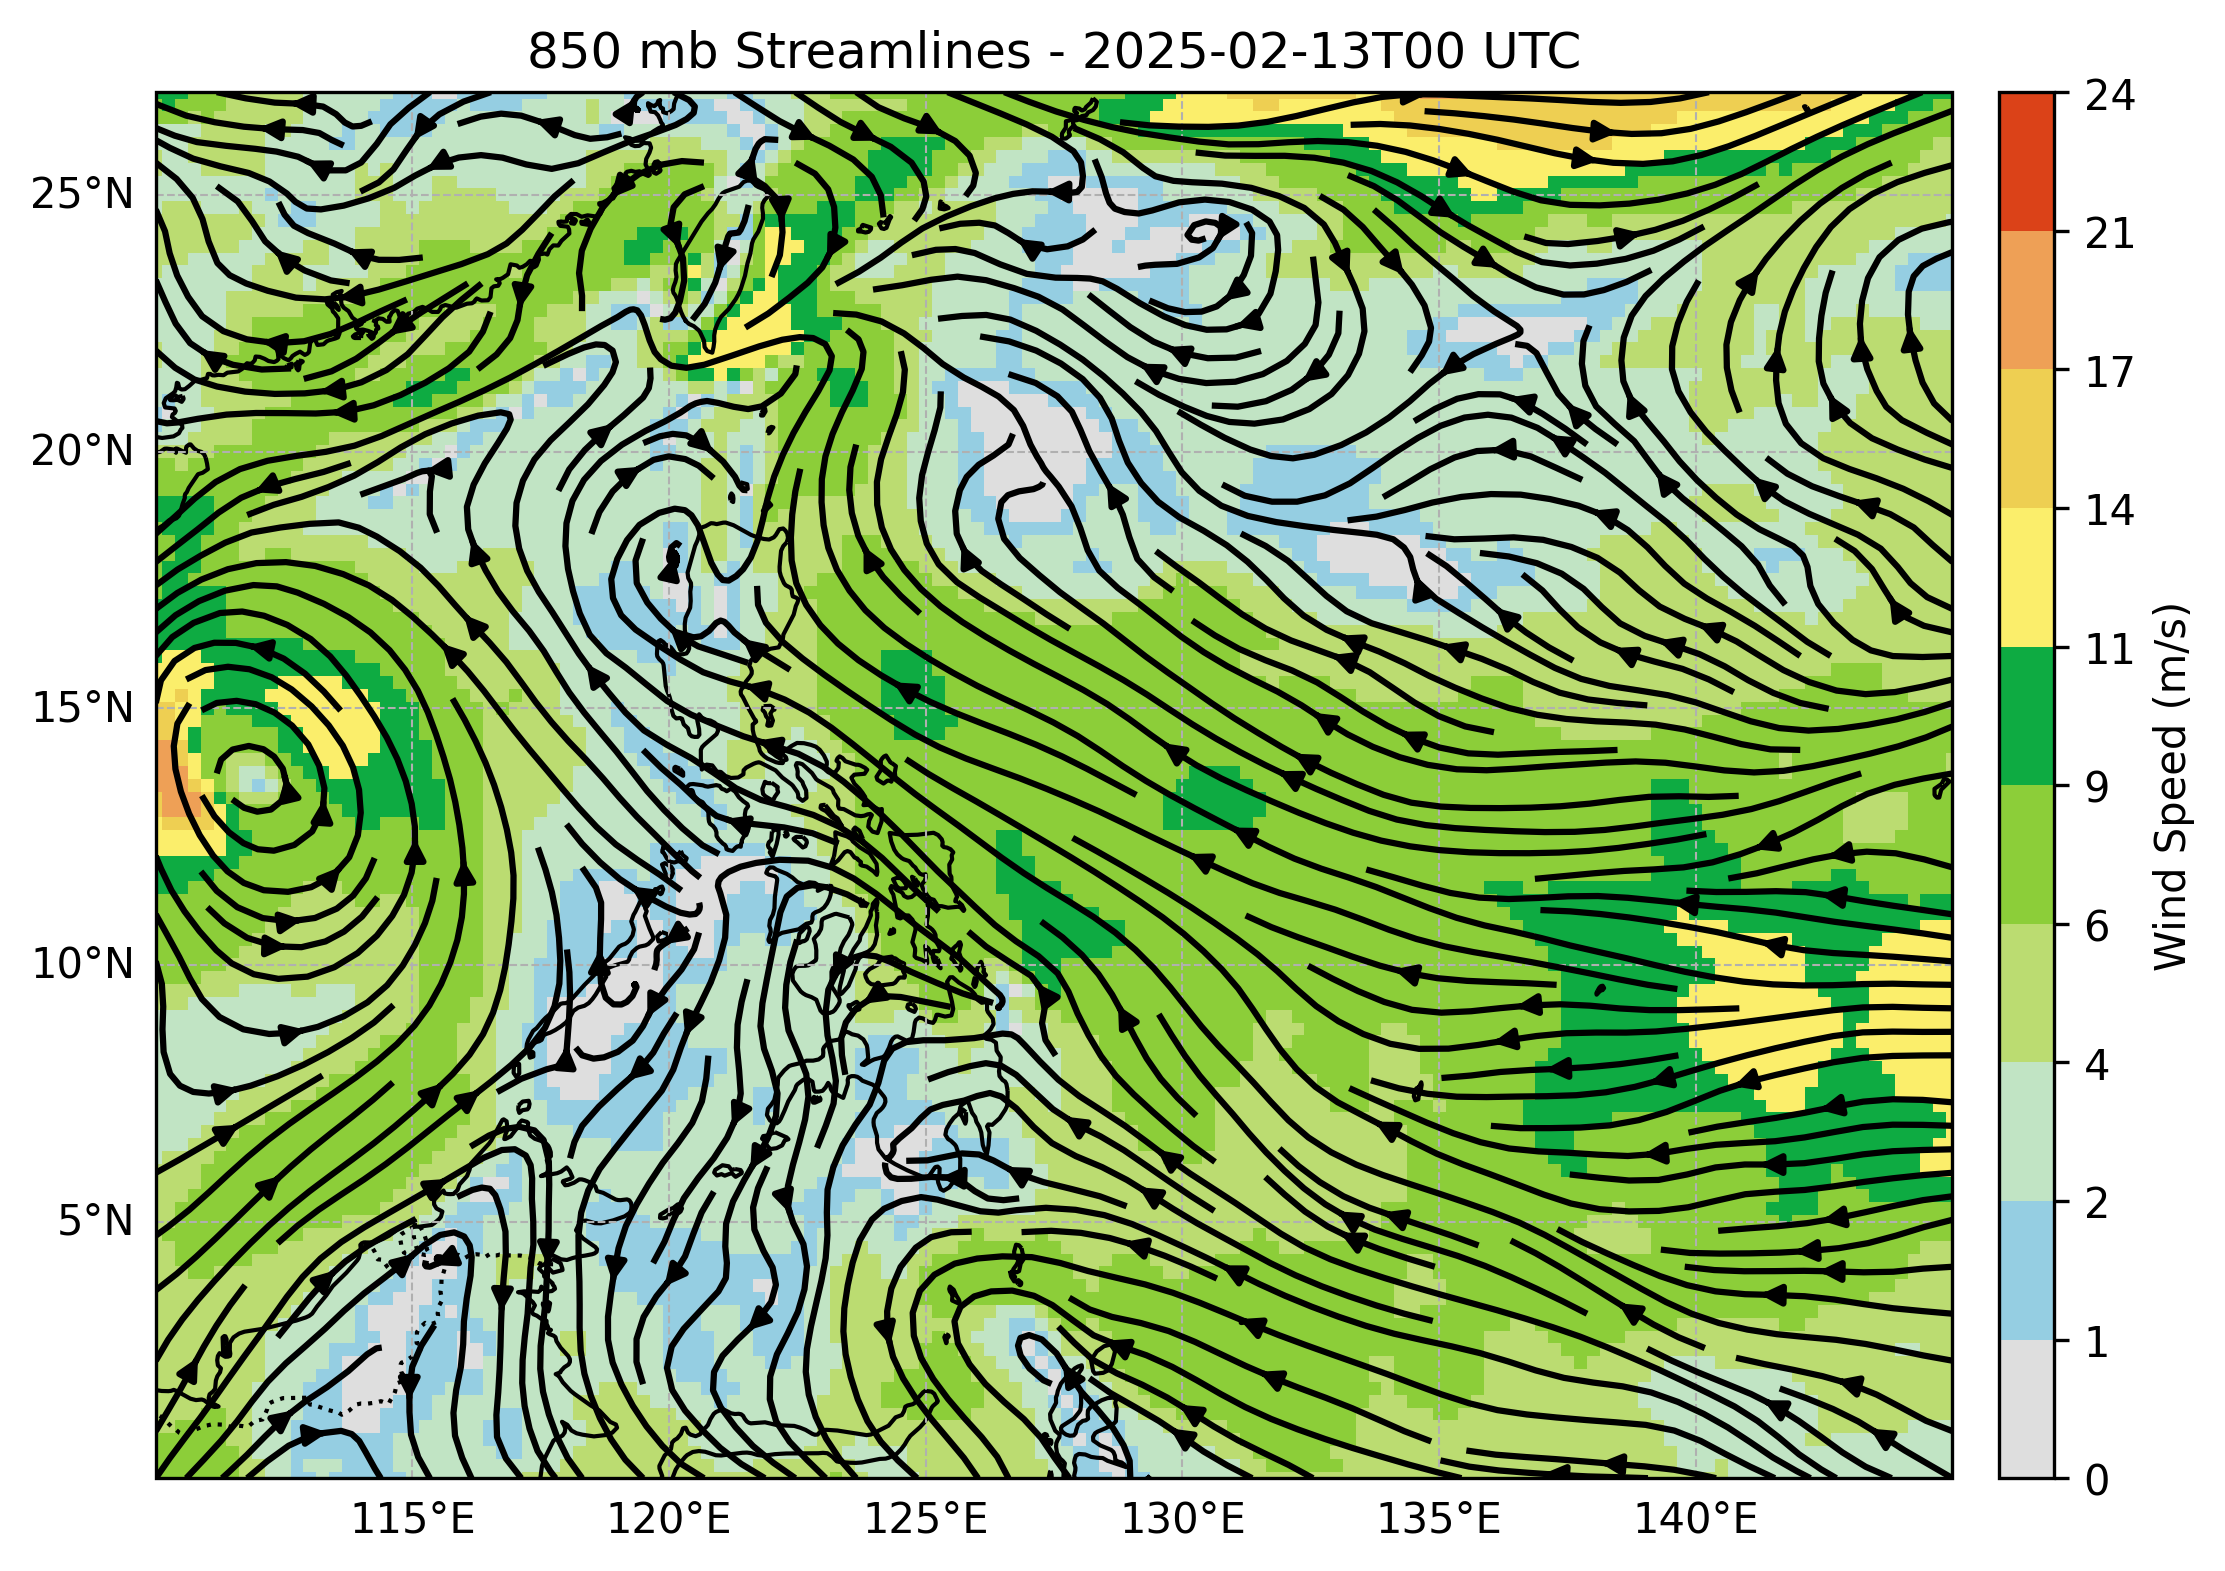 850 mb Streamlines - 2025-02-13T00 UTC
25°N
20°N
15°N
10°N
5°N
115°E
120°E
125°E
130°E
135°E
140°E
24
21
17
14
11
9
6
4
2
1
0
Wind Speed (m/s)